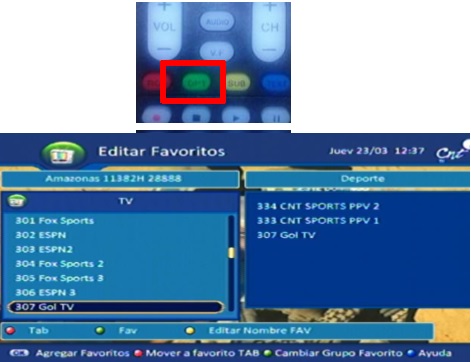 + +
VOL AUDIO CH
- V.F -
SUB
Editar Favoritos Juev 23/03 12:37 Cnt
Amazonas 11382H 28888 Deporte
TV
301 Fox Sports
302 ESPN
303 ESPN2
304 Fox Sports 2
305 Fox Sports 3
306 ESPN 3
307 Gol TV
334 CNT SPORTS PPV 2
333 CNT SPORTS PPV 1
307 Gol TV
Tab Fav Editar Nombre FAV
OK Agregar Favoritos Mover a favorito TAB Cambiar Grupo Favorito Ayuda